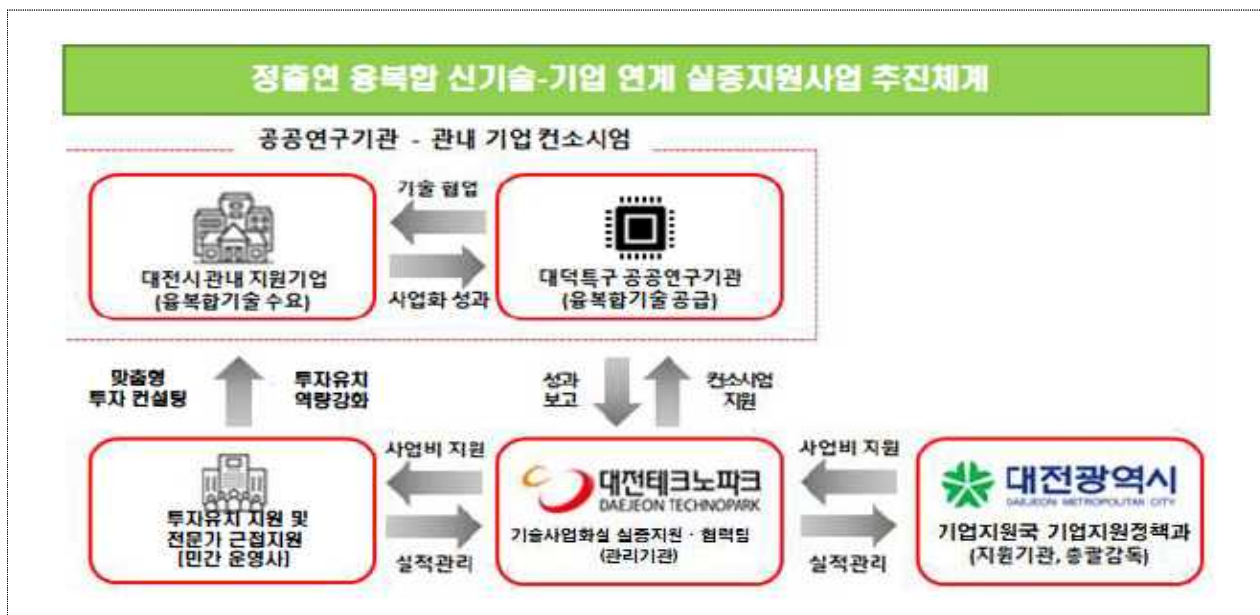 정출연 융복합 신기술-기업 연계 실증지원사업 추진체계
공공연구기관 - 관내 기업 컨소시엄
기술 협업
대전시 관내 지원기업
(융복합기술 수요)
사업화 성과
대덕특구 공공연구기관
(융복합기술 공급)
맞춤형
투자 컨설팅
투자유치
역량강화
성과
보고
컨소시엄
지원
투자유치 지원 및
전문가 근접지원
[민간 운영사]
사업비 지원
실적관리
대전테크노파크
DAEJEON TECHNOPARK
기술사업화실 실증지원 · 협력팀
(관리기관)
사업비 지원
실적관리
대전광역시
DAEJEON METROPOLITAN CITY
기업지원국 기업지원정책과
(지원기관, 총괄감독)